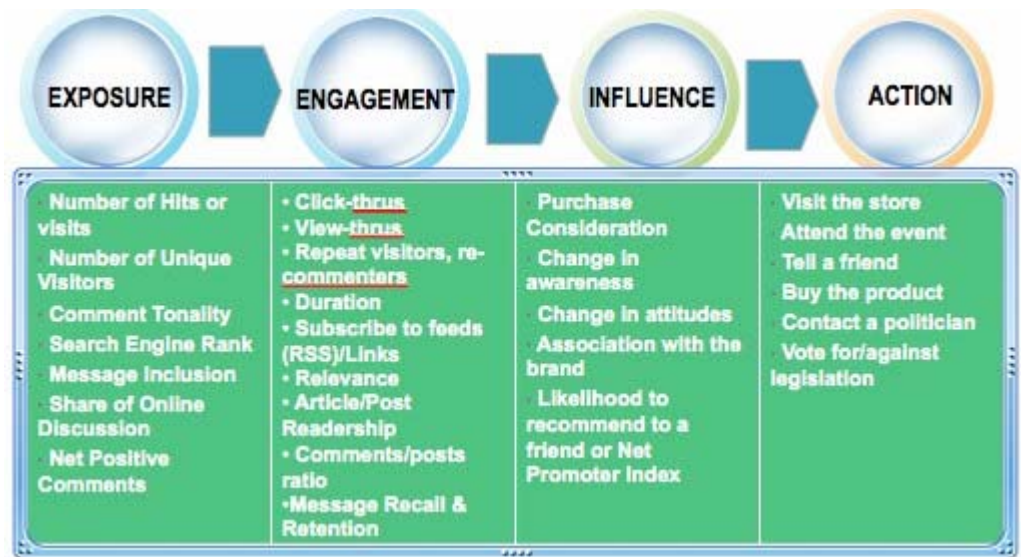 EXPOSURE
ENGAGEMENT
INFLUENCE
ACTION
· Number of Hits or
visits
· Number of Unique
Visitors
· Comment Tonality
· Search Engine Rank
· Message Inclusion
· Share of Online
Discussion
· Net Positive
Comments
• Click-thrus
• View-thrus
• Repeat visitors, re-
commenters
• Duration
• Subscribe to feeds
(RSS)/Links
• Relevance
• Article/Post
Readership
• Comments/posts
ratio
•Message Recall &
Retention
· Purchase
Consideration
· Change in
awareness
· Change in attitudes
· Association with the
brand
· Likelihood to
recommend to a
friend or Net
Promoter Index
· Visit the store
· Attend the event
· Tell a friend
· Buy the product
· Contact a politician
· Vote for/against
legislation